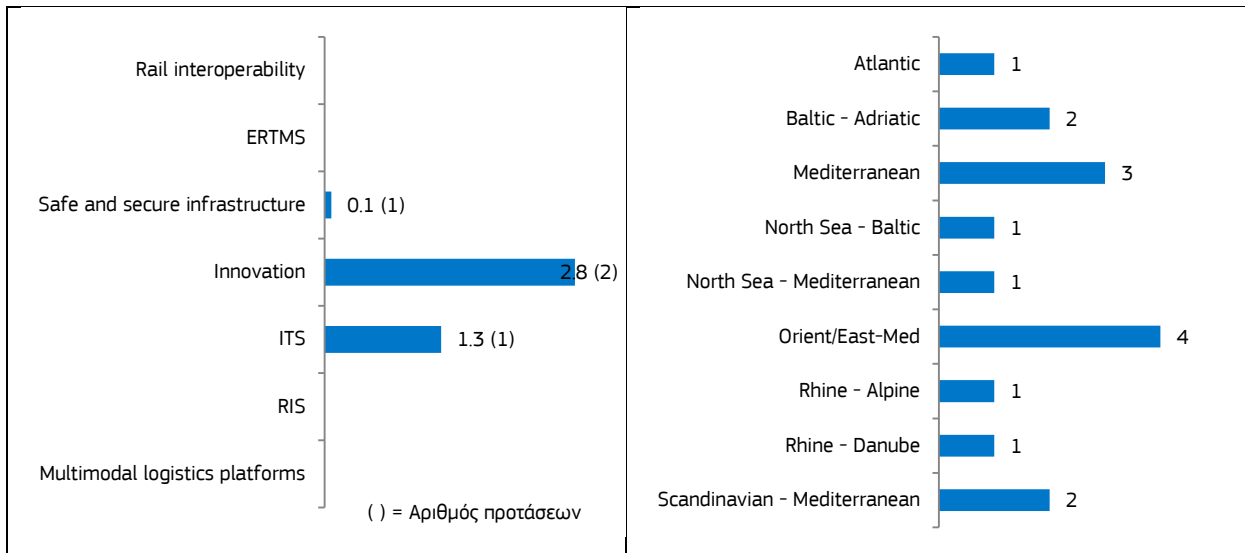 Rail interoperability
ERTMS
Safe and secure infrastructure 0.1 (1)
Innovation 2.8 (2)
ITS 1.3 (1)
RIS
Multimodal logistics platforms
( ) = Αριθμός προτάσεων
Atlantic 1
Baltic - Adriatic 2
Mediterranean 3
North Sea - Baltic 1
North Sea - Mediterranean 1
Orient/East-Med 4
Rhine - Alpine 1
Rhine - Danube 1
Scandinavian - Mediterranean 2